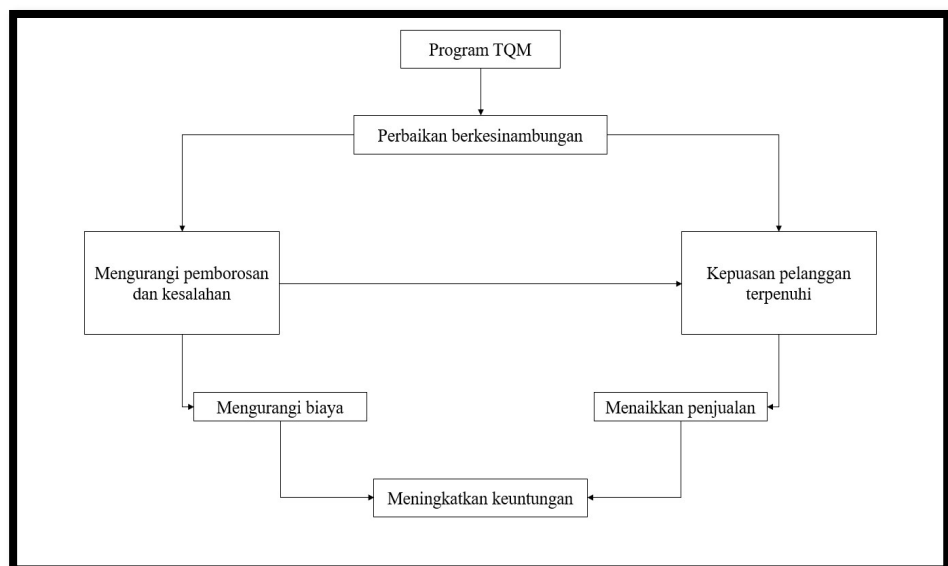 Program TQM
Perbaikan berkesinambungan
Mengurangi pemborosan
dan kesalahan
Kepuasan pelanggan
terpenuhi
Mengurangi biaya
Menaikkan penjualan
Meningkatkan keuntungan